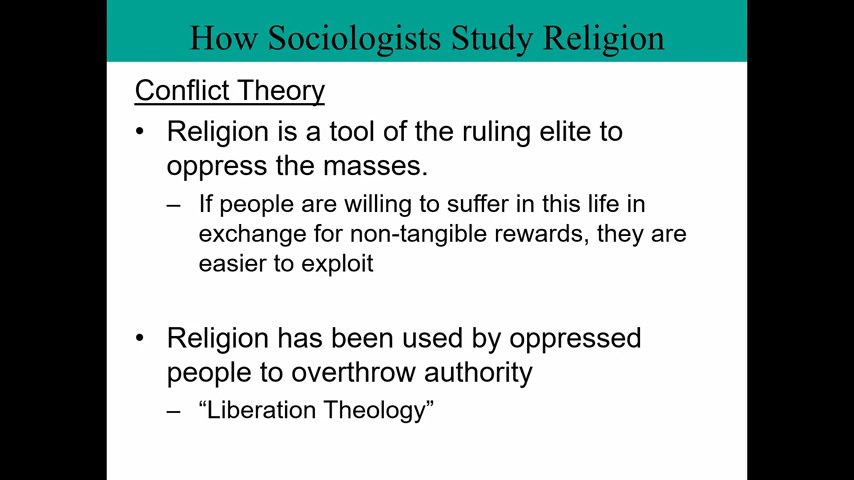 How Sociologists Study Religion
Conflict Theory
• Religion is a tool of the ruling elite to
oppress the masses.
– If people are willing to suffer in this life in
exchange for non-tangible rewards, they are
easier to exploit
• Religion has been used by oppressed
people to overthrow authority
– “Liberation Theology”